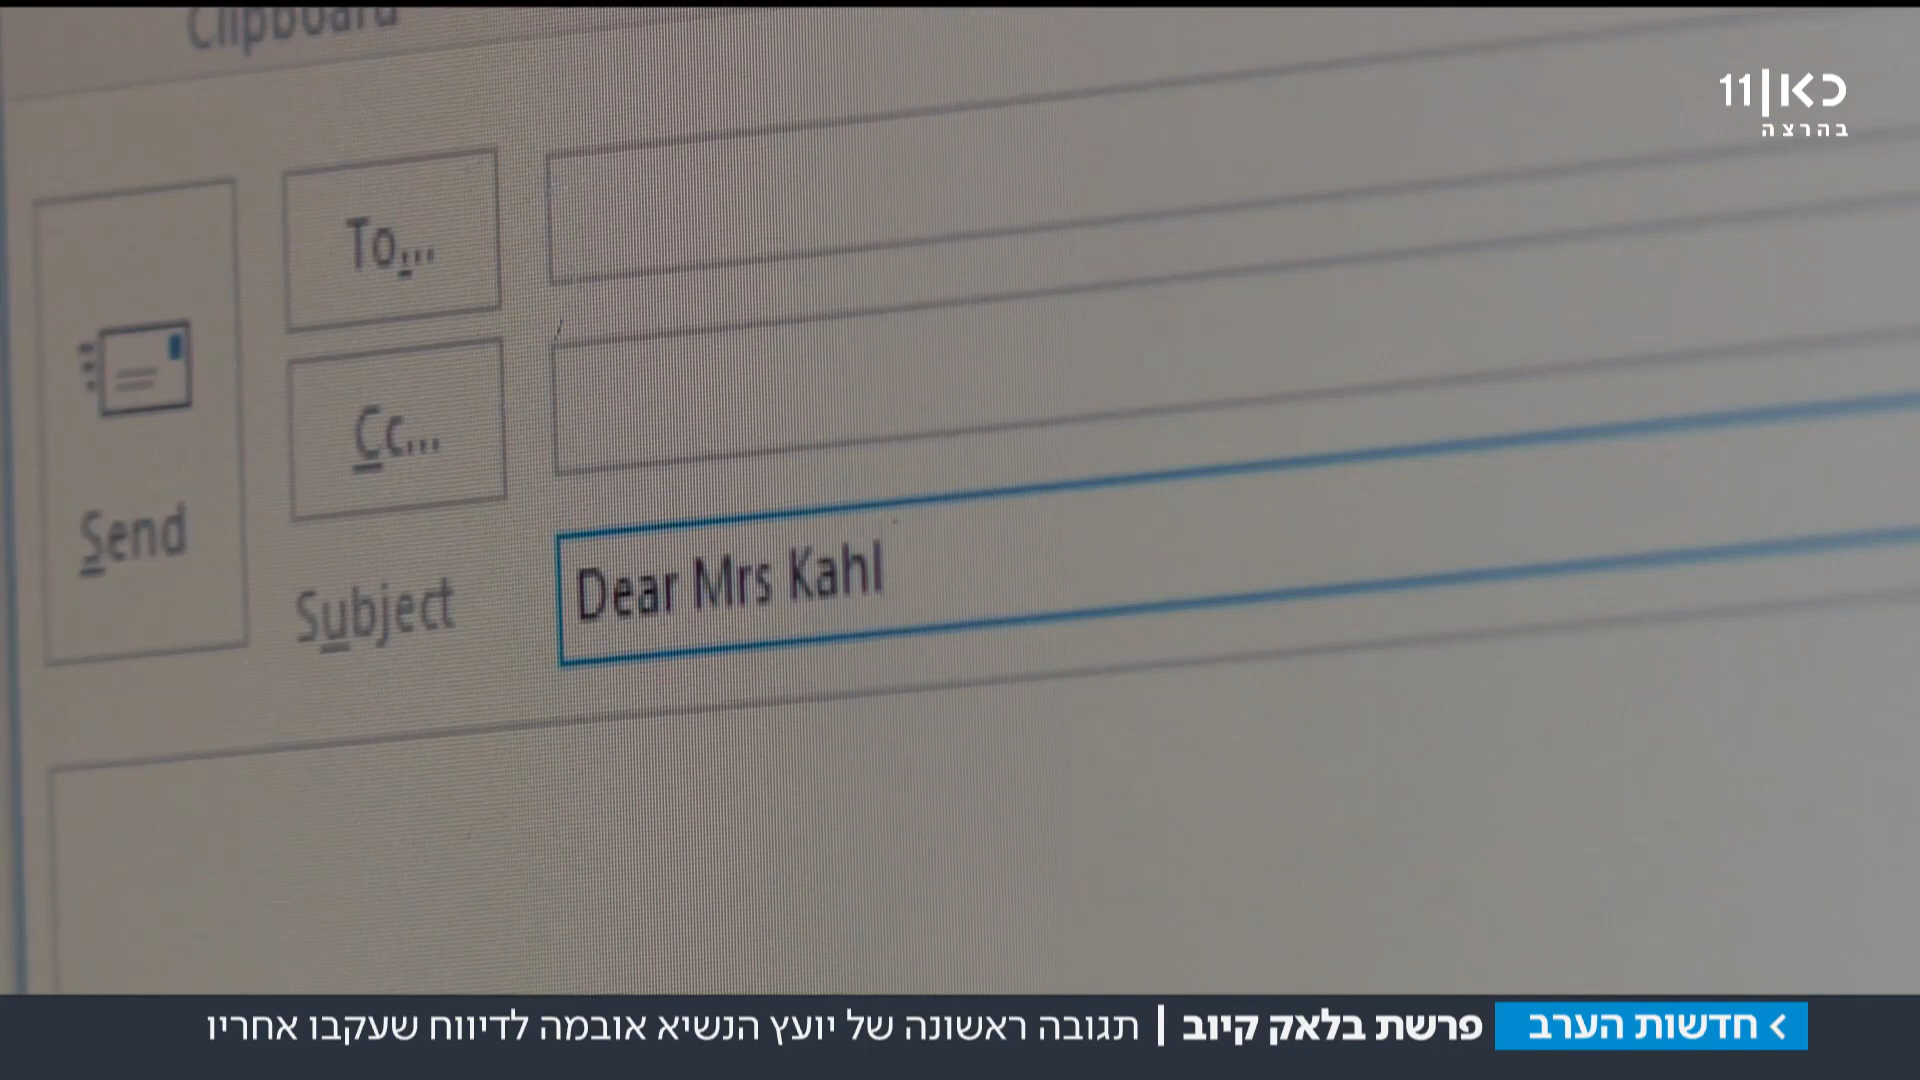 Clipboard
כאן 11
בהרצה
To...
Cc...
Send
Subject
Dear Mrs Kahl
חדשות הערב
פרשת בלאק קיוב | תגובה ראשונה של יועץ הנשיא אובמה לדיווח שעקבו אחריו